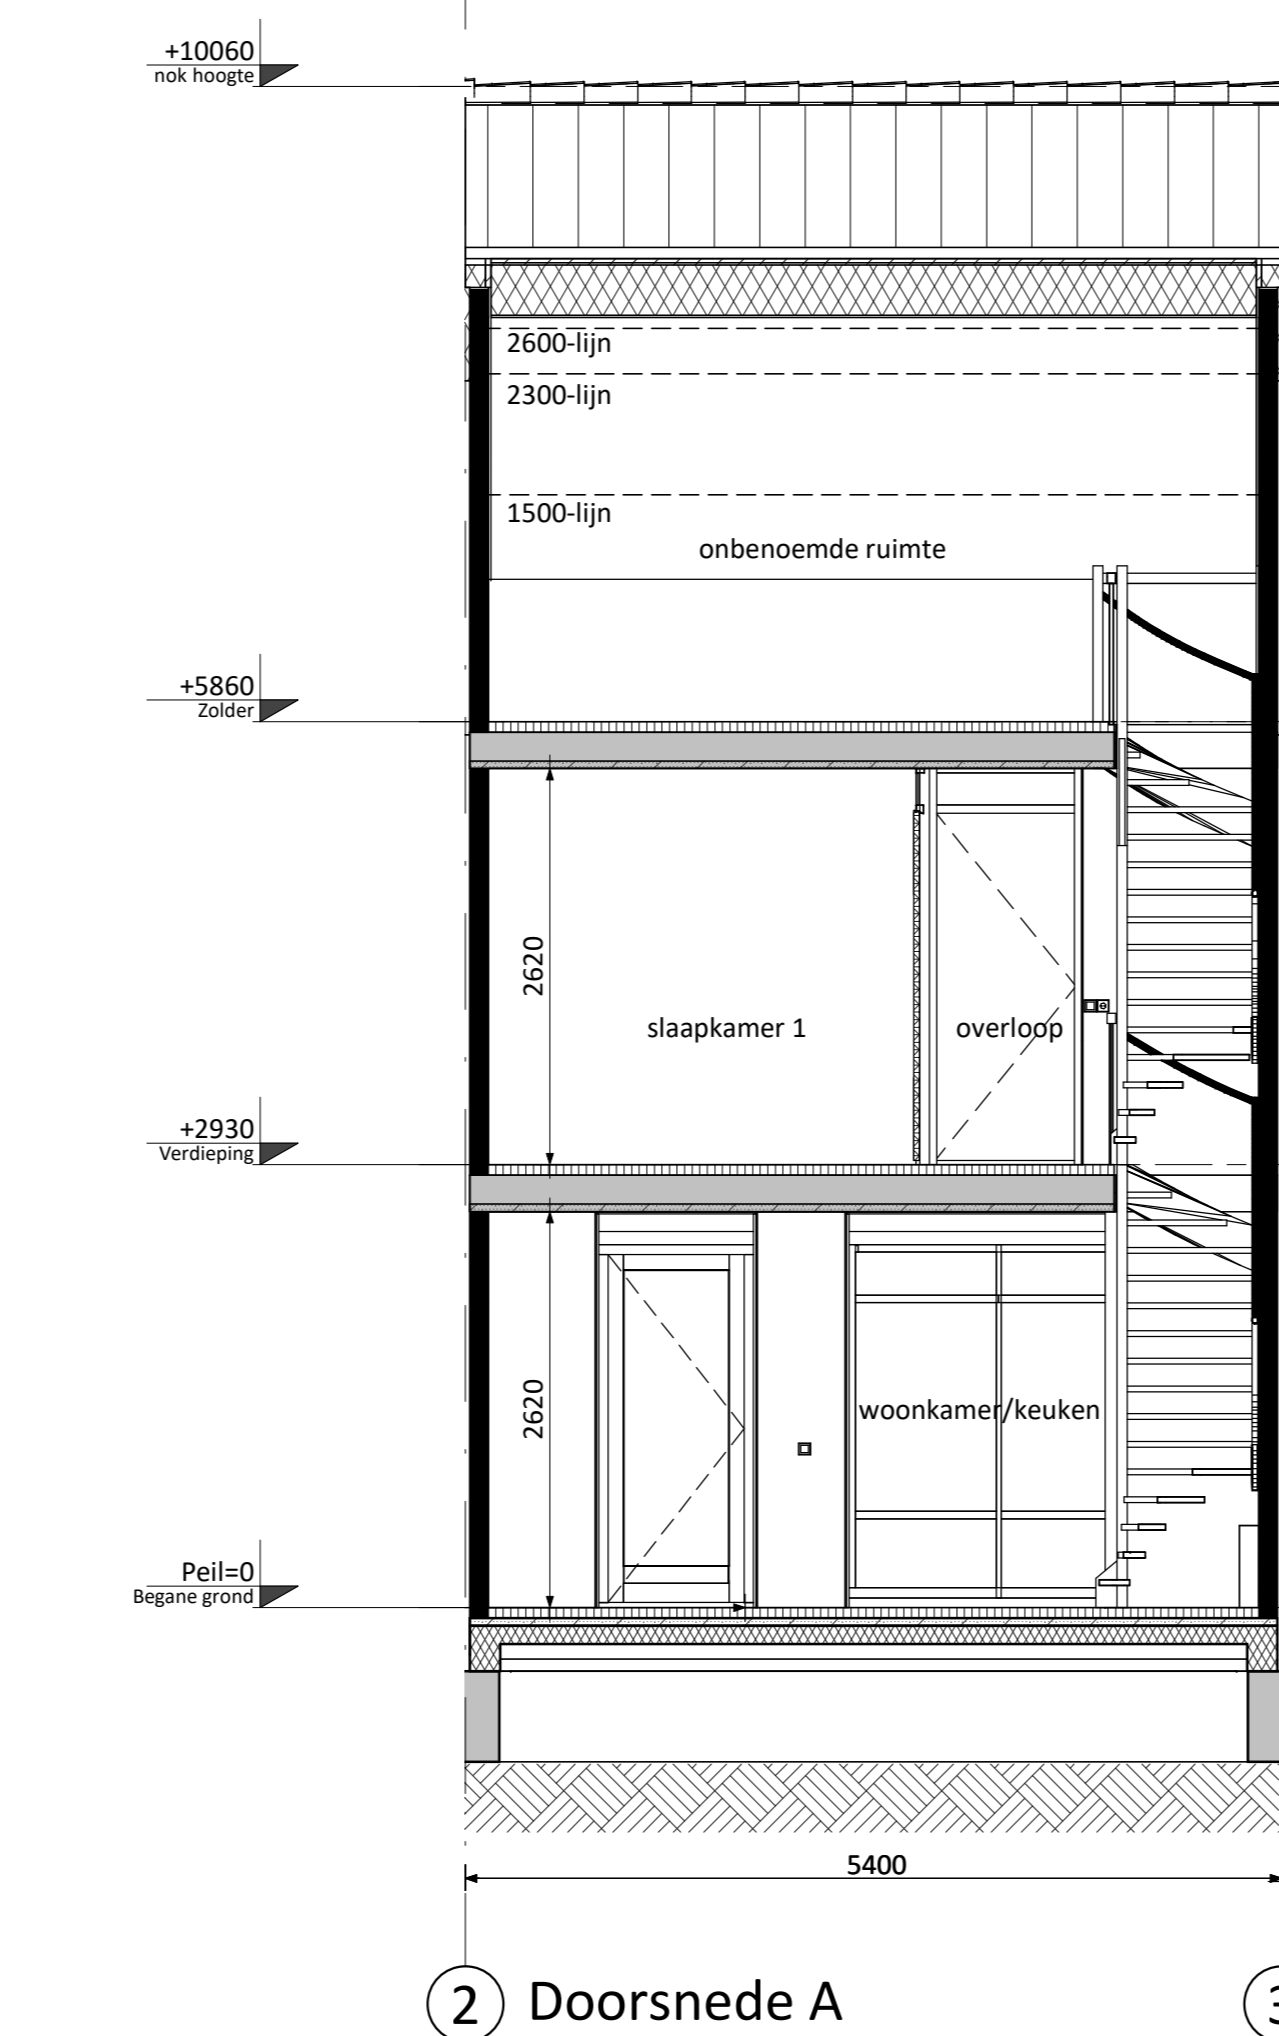 +10060
nok hoogte
2600-lijn
2300-lijn
1500-lijn
onbenoemde ruimte
+5860
Zolder
2620
slaapkamer 1
overloop
+2930
Verdieping
2620
woonkamer/keuken
Peil=0
Begane grond
5400
2
Doorsnede A
3